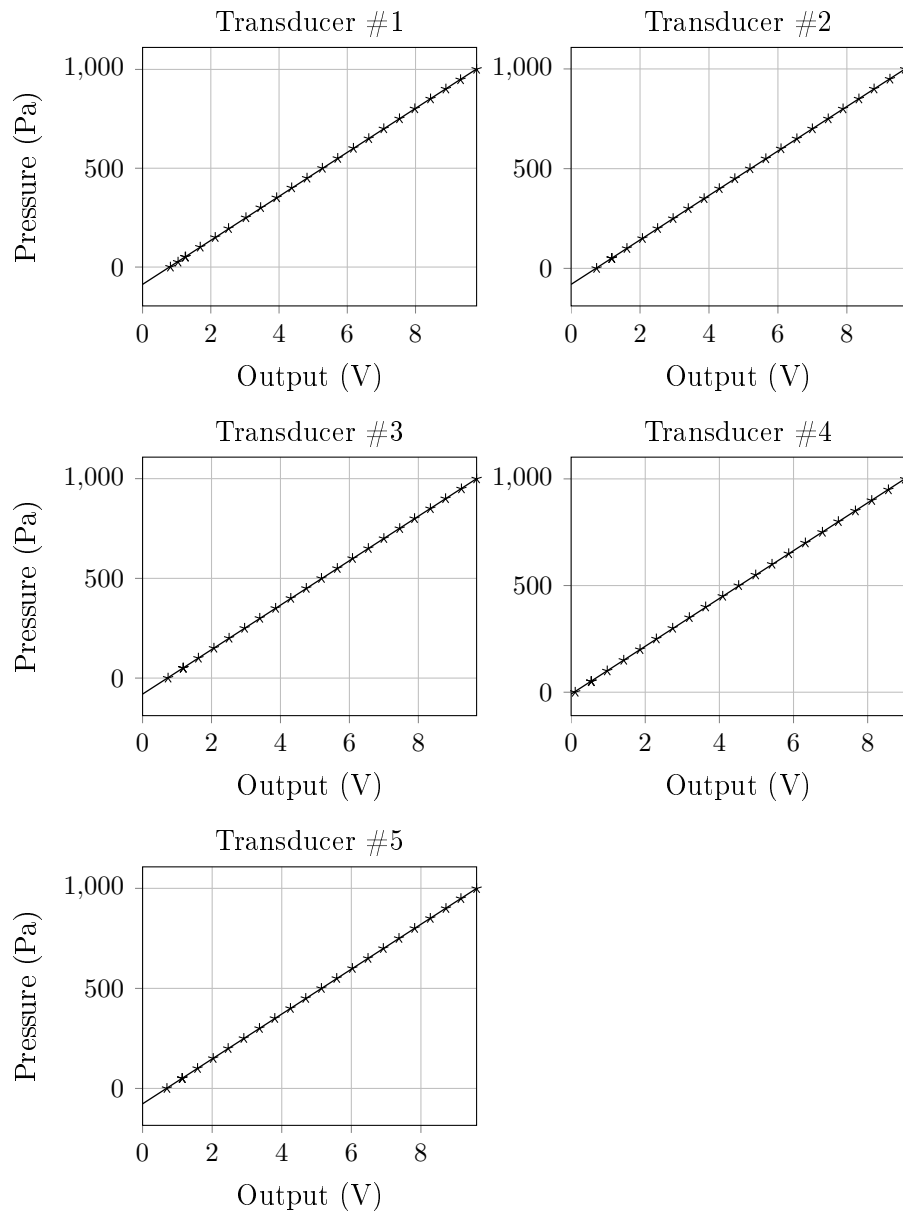 Transducer #1
1,000
500
0
Pressure (Pa)
0 2 4 6 8
Output (V)
Transducer #2
1,000
500
0
0 2 4 6 8
Output (V)
Transducer #3
1,000
500
0
Pressure (Pa)
0 2 4 6 8
Output (V)
Transducer #4
1,000
500
0
0 2 4 6 8
Output (V)
Transducer #5
1,000
500
0
Pressure (Pa)
0 2 4 6 8
Output (V)